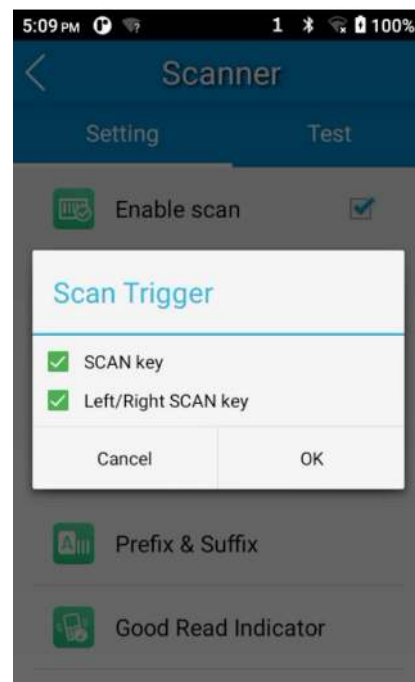 5:09 PM 1 100%
Scanner
Setting Test
Enable scan
Scan Trigger
SCAN key
Left/Right SCAN key
Cancel OK
Prefix & Suffix
Good Read Indicator